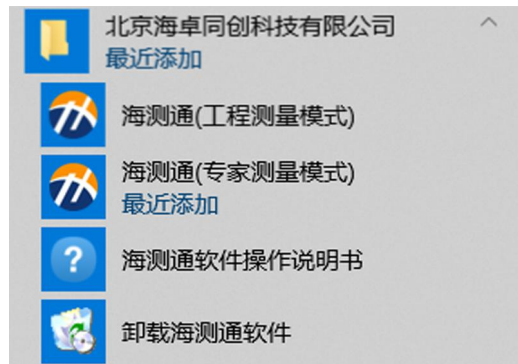 北京海卓同创科技有限公司
最近添加
海测通(工程测量模式)
海测通(专家测量模式)
最近添加
海测通软件操作说明书
卸载海测通软件